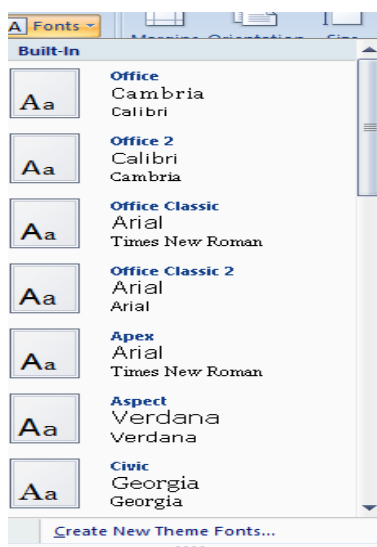 A Fonts
Built-In
Office
Aa
Cambria
Calibri
Office 2
Aa
Calibri
Cambria
Office Classic
Aa
Arial
Times New Roman
Office Classic 2
Aa
Arial
Arial
Apex
Aa
Arial
Times New Roman
Aspect
Aa
Verdana
Verdana
Civic
Aa
Georgia
Georgia
Create New Theme Fonts...